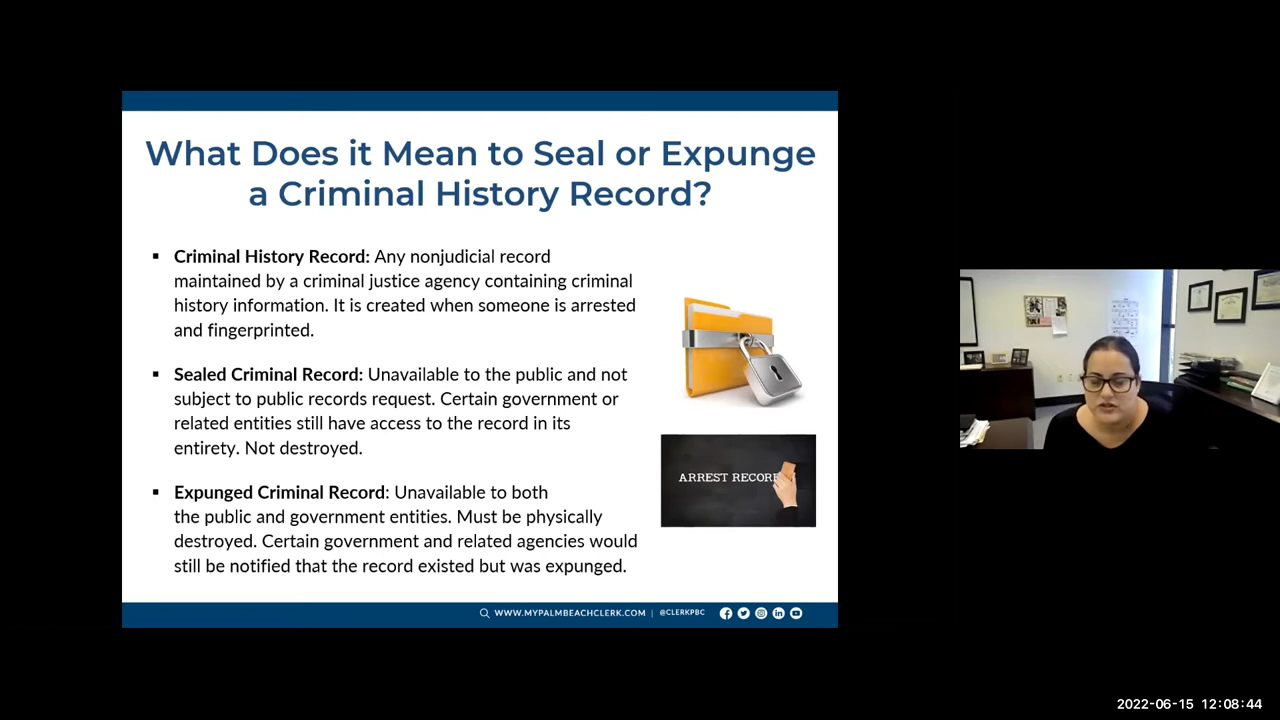 What Does it Mean to Seal or Expunge
a Criminal History Record?
▪ Criminal History Record: Any nonjudicial record
maintained by a criminal justice agency containing criminal
history information. It is created when someone is arrested
and fingerprinted.
▪ Sealed Criminal Record: Unavailable to the public and not
subject to public records request. Certain government or
related entities still have access to the record in its
entirety. Not destroyed.
▪ Expunged Criminal Record: Unavailable to both
the public and government entities. Must be physically
destroyed. Certain government and related agencies would
still be notified that the record existed but was expunged.
ARREST RECORD
WWW.MYPALMBEACHCLERK.COM | @CLERKPBC
2022-06-15 12:08:44